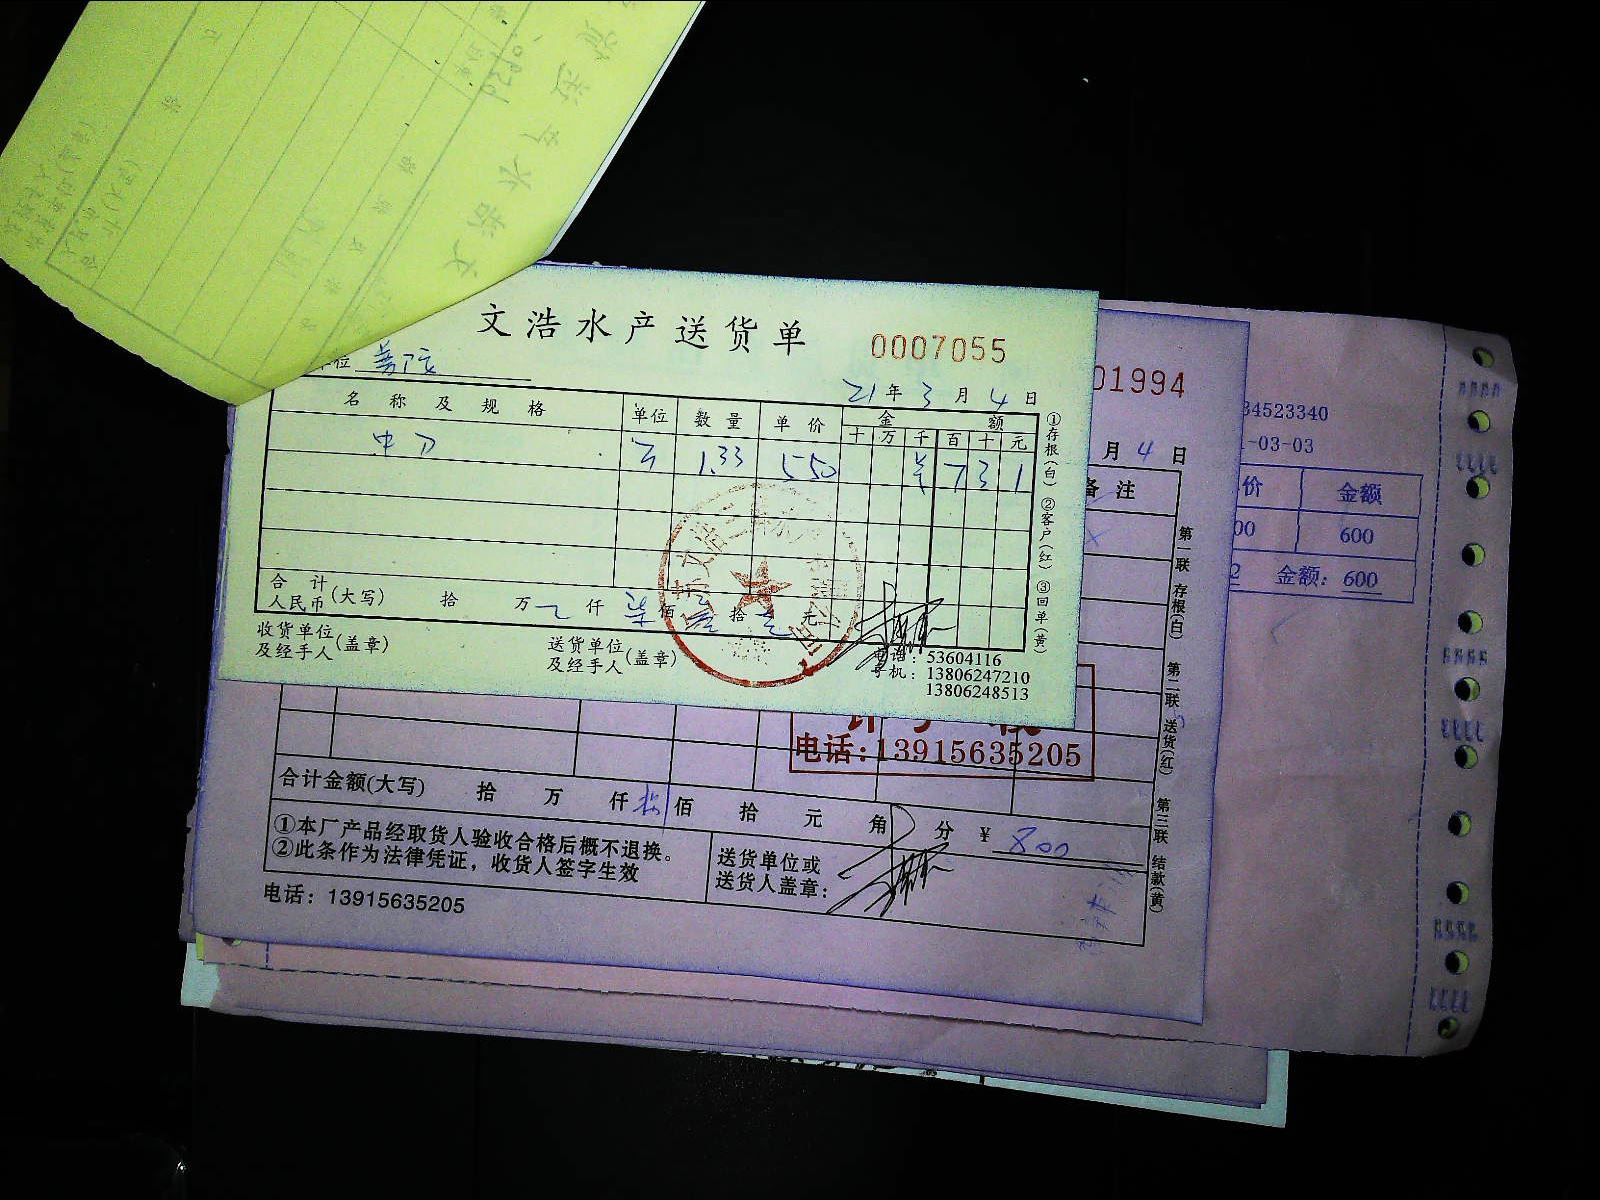 文浩水产送货单
0007055
21年3月4日
名称及规格 单位 数量 单价 金额
十 万 千 百 十 元
中刀 1.33 550 ¥ 7 3 1
①存根(白) ②客户(红) ③回单(黄)
合计
人民币(大写) 拾 万 仟 柒佰 拾 元
收货单位
及经手人(盖章)
送货单位
及经手人(盖章)
电话:53604116
手机:13806247210
13806248513
01994
月 4 日
备注
第一联 存根(白) 第二联 送货(红) 第三联 结款(黄)
电话:13915635205
合计金额(大写) 拾 万 仟 捌佰 拾 元 角 分 ¥ 800
①本厂产品经取货人验收合格后概不退换。
②此条作为法律凭证，收货人签字生效
送货单位或
送货人盖章:
电话：13915635205
34523340
-03-03
价 金额
00 600
金额: 600